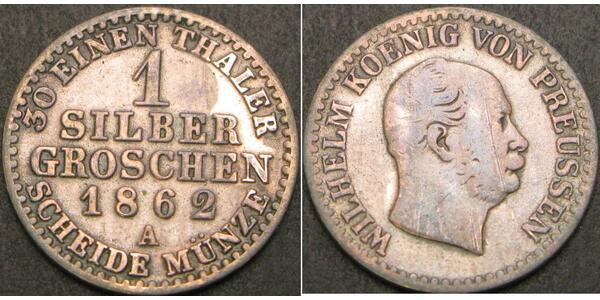 30 EINEN THALER
1
SILBER
GROSCHEN
1862
A
SCHEIDE MÜNZE
WILHELM KOENIG VON PREUSSEN